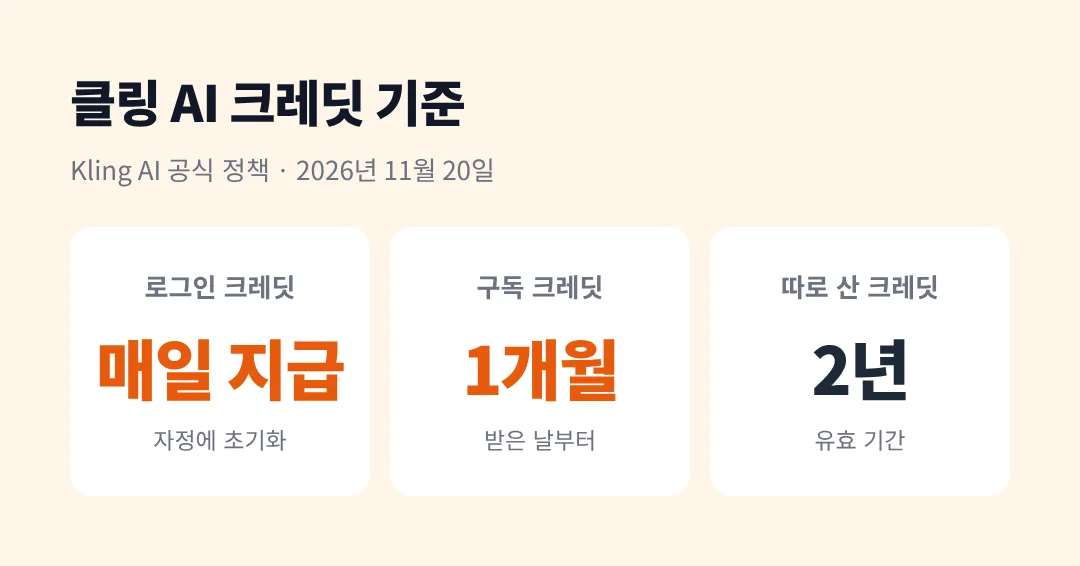 클링 AI 크레딧 기준
Kling AI 공식 정책 · 2026년 11월 20일
로그인 크레딧
매일 지급
자정에 초기화
구독 크레딧
1개월
받은 날부터
따로 산 크레딧
2년
유효 기간